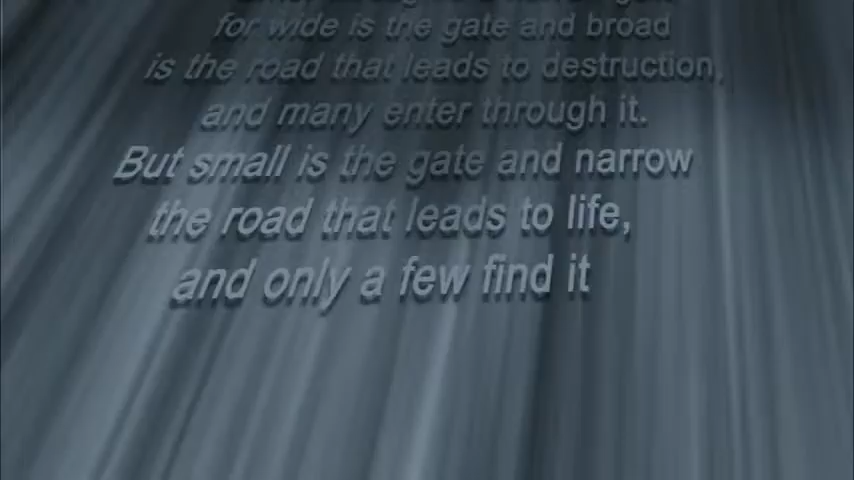 for wide is the gate and broad
is the road that leads to destruction,
and many enter through it.
But small is the gate and narrow
the road that leads to life,
and only a few find it